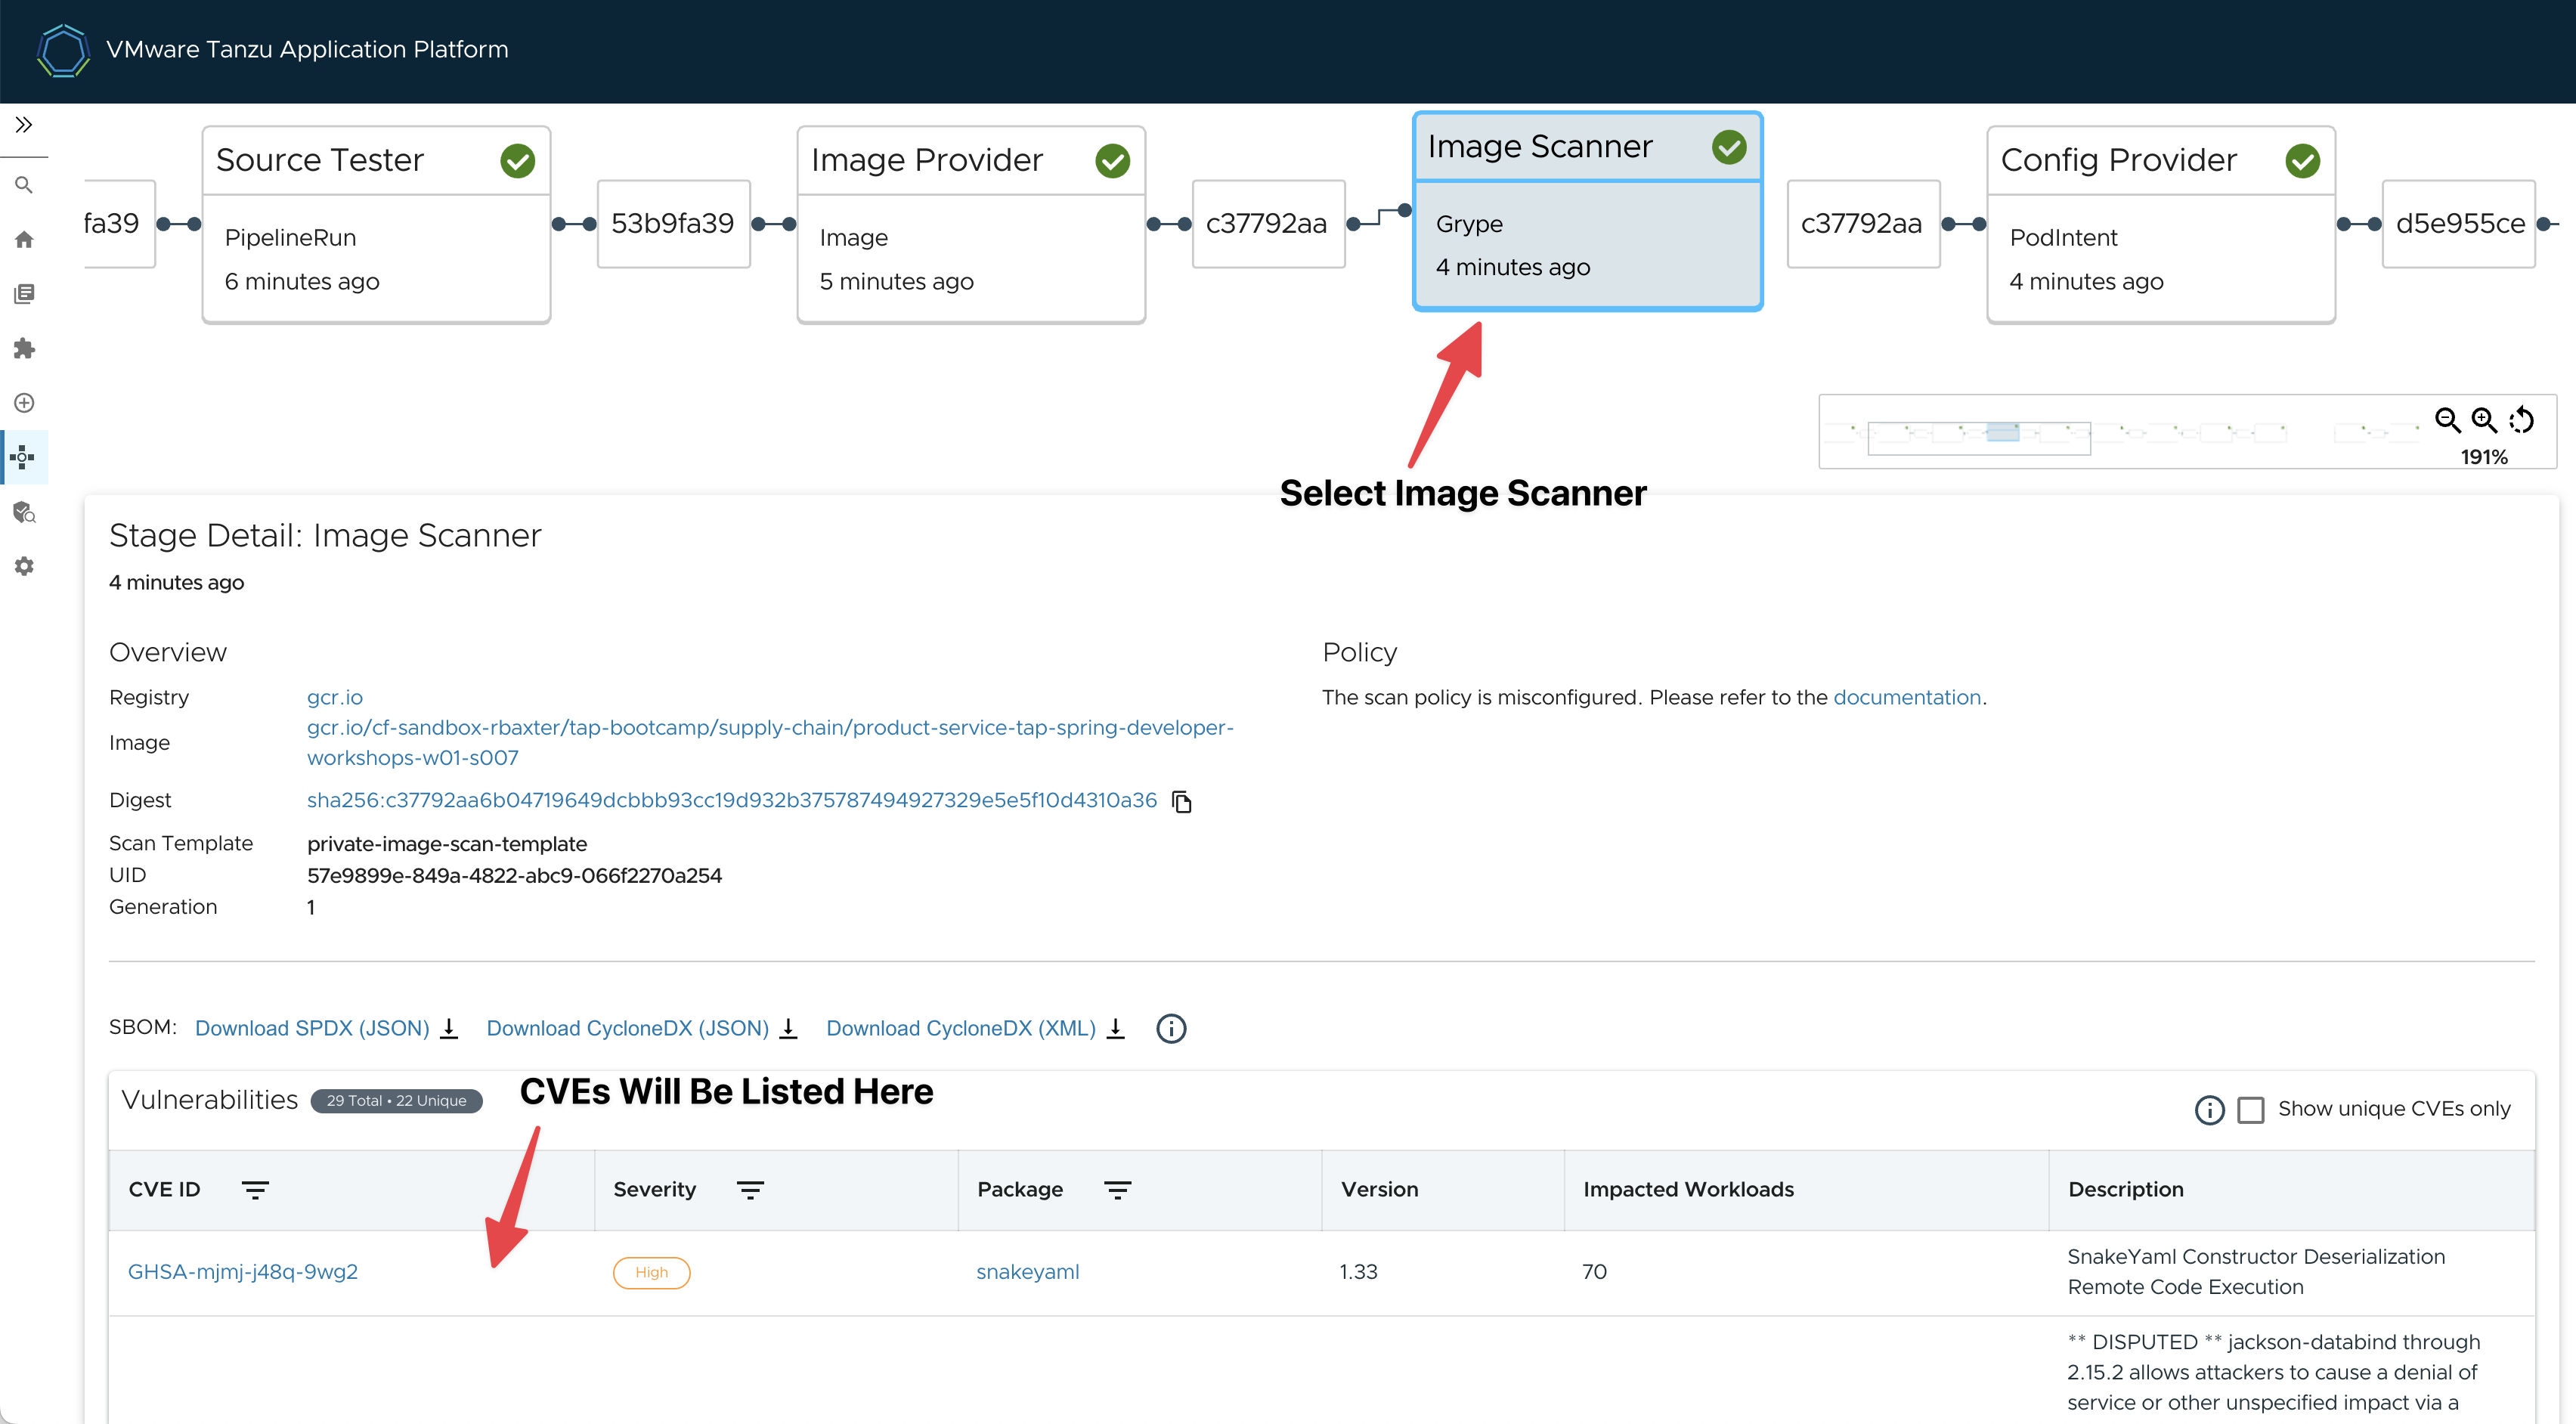 VMware Tanzu Application Platform
fa39
Source Tester
PipelineRun
6 minutes ago
53b9fa39
Image Provider
Image
5 minutes ago
c37792aa
Image Scanner
Grype
4 minutes ago
c37792aa
Config Provider
PodIntent
4 minutes ago
d5e955ce
191%
Select Image Scanner
Stage Detail: Image Scanner
4 minutes ago
Overview
Registry gcr.io
Image gcr.io/cf-sandbox-rbaxter/tap-bootcamp/supply-chain/product-service-tap-spring-developer-
workshops-w01-s007
Digest sha256:c37792aa6b04719649dcbbb93cc19d932b375787494927329e5e5f10d4310a36
Scan Template private-image-scan-template
UID 57e9899e-849a-4822-abc9-066f2270a254
Generation 1
Policy
The scan policy is misconfigured. Please refer to the documentation.
SBOM: Download SPDX (JSON) Download CycloneDX (JSON) Download CycloneDX (XML)
Vulnerabilities 29 Total • 22 Unique
CVEs Will Be Listed Here
Show unique CVEs only
CVE ID Severity Package Version Impacted Workloads Description
GHSA-mjmj-j48q-9wg2 High snakeyaml 1.33 70 SnakeYaml Constructor Deserialization
Remote Code Execution
** DISPUTED ** jackson-databind through
2.15.2 allows attackers to cause a denial of
service or other unspecified impact via a